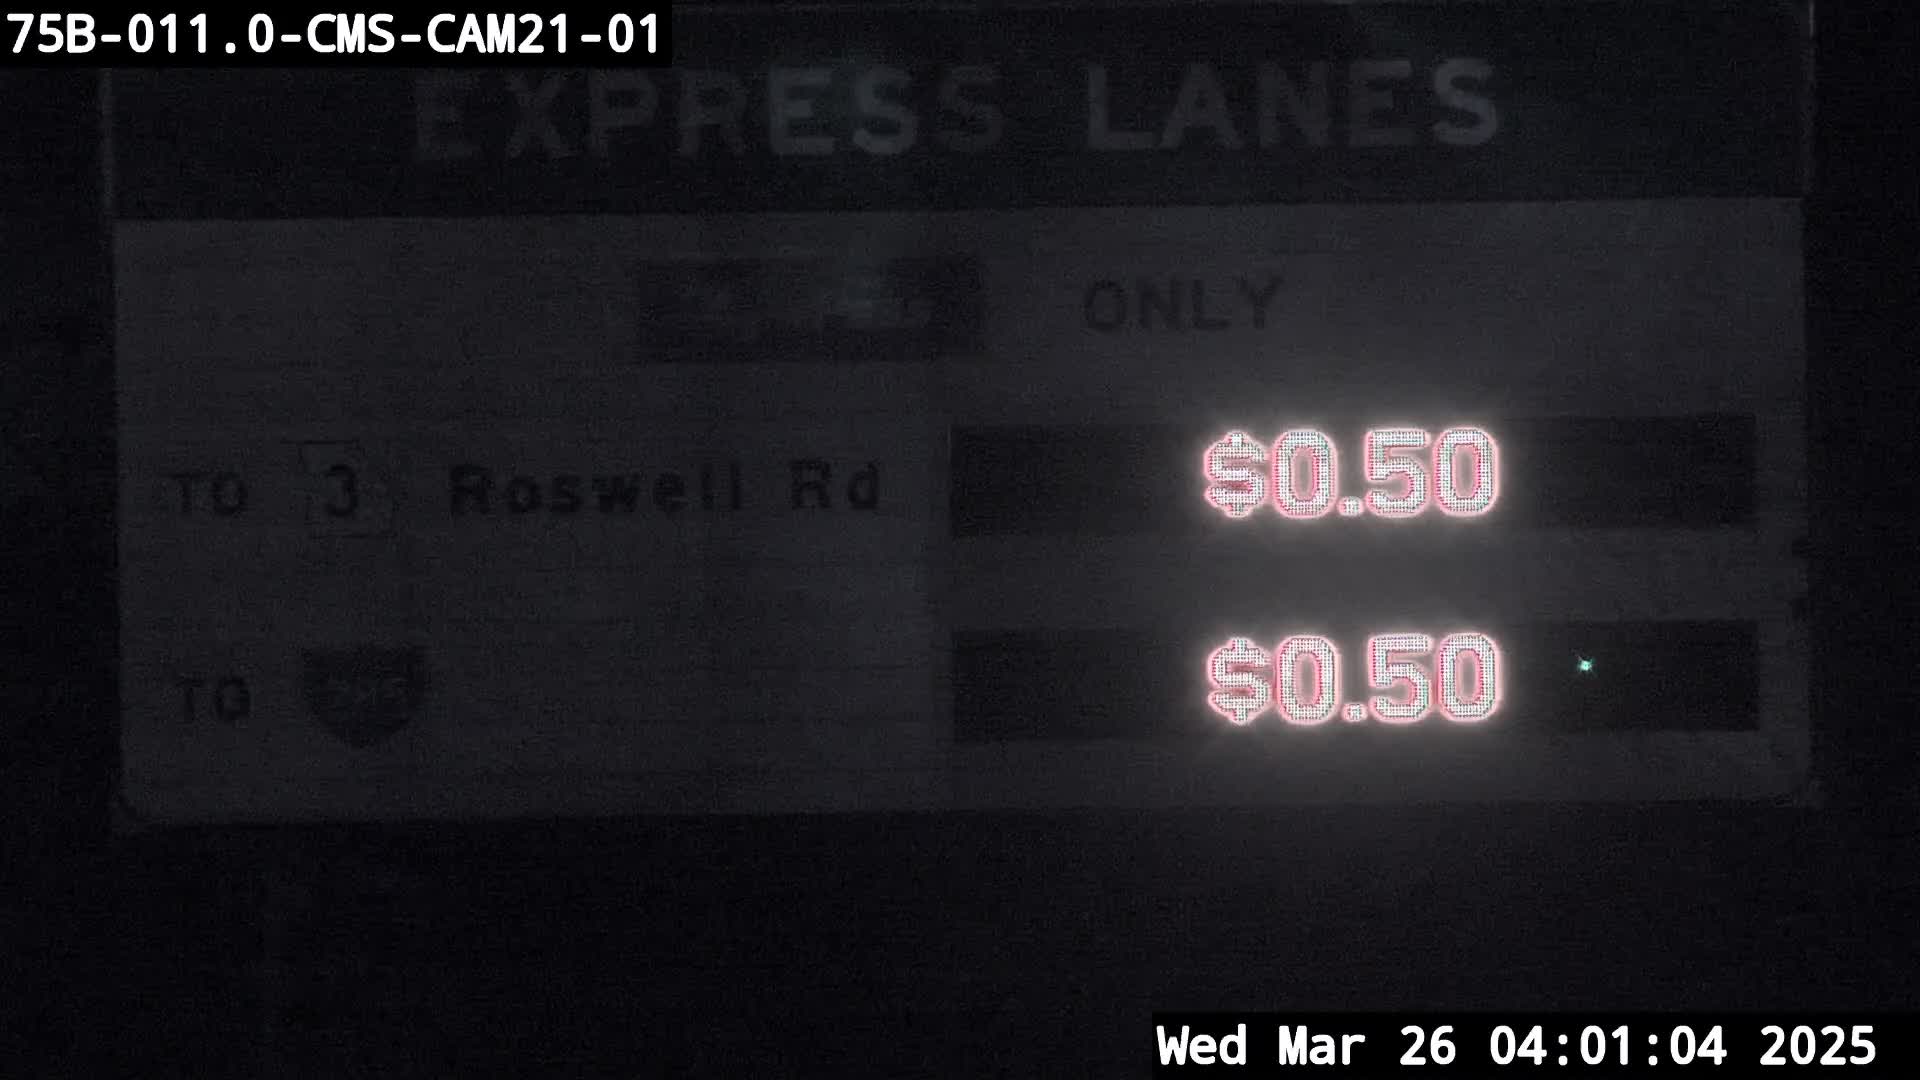 75B-011.0-CMS-CAM21-01
EXPRESS LANES
ONLY
TO 3 Roswell Rd $0.50
TO $0.50
Wed Mar 26 04:01:04 2025